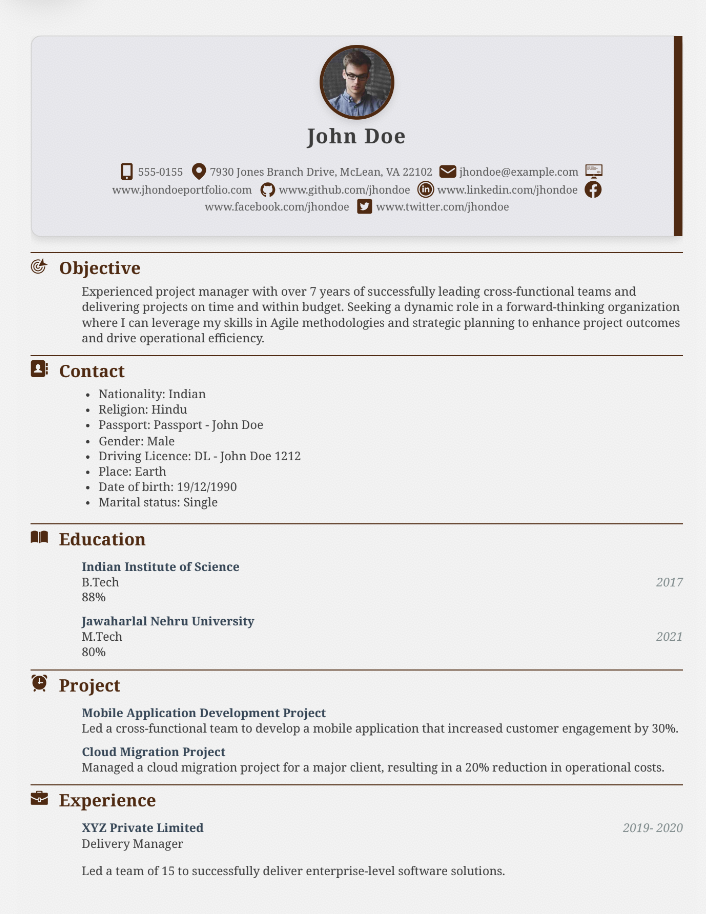 John Doe
555-0155 7930 Jones Branch Drive, McLean, VA 22102 jhondoe@example.com
www.jhondoeportfolio.com www.github.com/jhondoe www.linkedin.com/jhondoe
www.facebook.com/jhondoe www.twitter.com/jhondoe
Objective
Experienced project manager with over 7 years of successfully leading cross-functional teams and
delivering projects on time and within budget. Seeking a dynamic role in a forward-thinking organization
where I can leverage my skills in Agile methodologies and strategic planning to enhance project outcomes
and drive operational efficiency.
Contact
• Nationality: Indian
• Religion: Hindu
• Passport: Passport - John Doe
• Gender: Male
• Driving Licence: DL - John Doe 1212
• Place: Earth
• Date of birth: 19/12/1990
• Marital status: Single
Education
Indian Institute of Science
B.Tech 2017
88%
Jawaharlal Nehru University
M.Tech 2021
80%
Project
Mobile Application Development Project
Led a cross-functional team to develop a mobile application that increased customer engagement by 30%.
Cloud Migration Project
Managed a cloud migration project for a major client, resulting in a 20% reduction in operational costs.
Experience
XYZ Private Limited 2019- 2020
Delivery Manager
Led a team of 15 to successfully deliver enterprise-level software solutions.